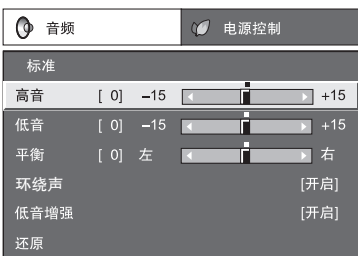 音频 电源控制
标准
高音 [ 0] –15 +15
低音 [ 0] –15 +15
平衡 [ 0] 左 右
环绕声 [开启]
低音增强 [开启]
还原